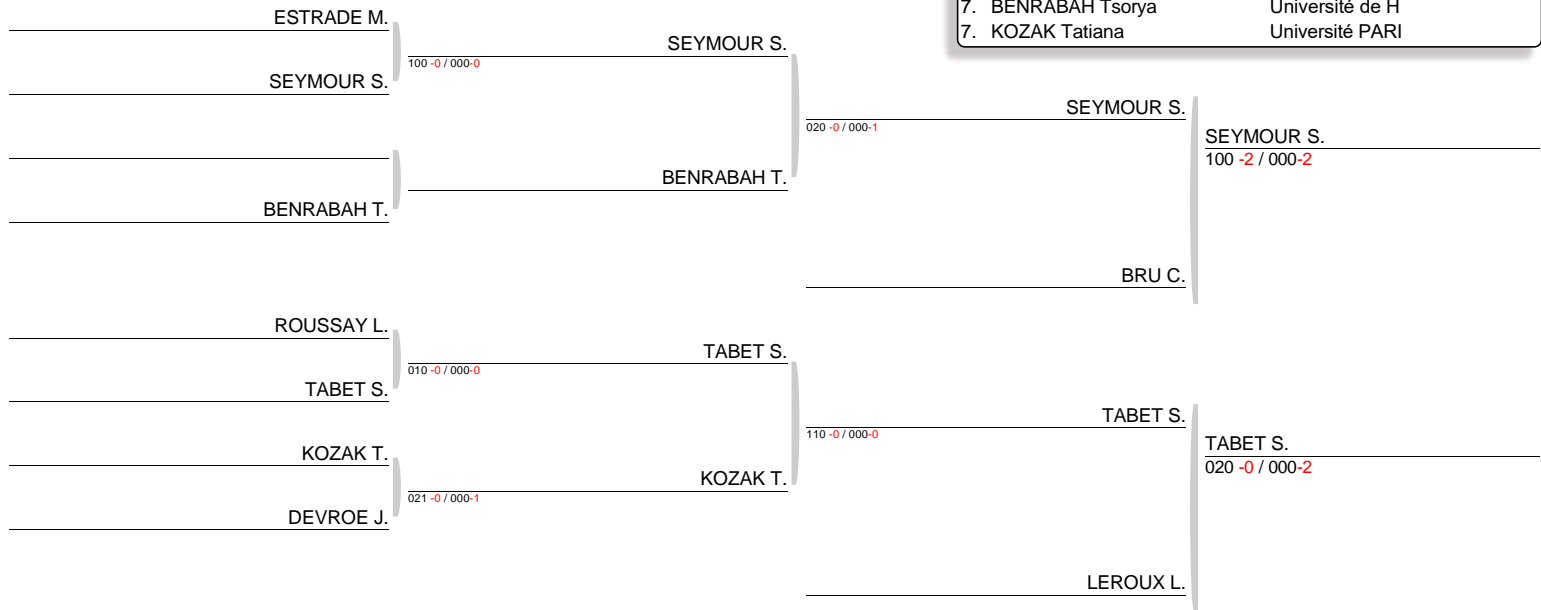 7. BENRABAH Tsorya Université de H
7. KOZAK Tatiana Université PARI
ESTRADE M.
SEYMOUR S.
100 -0 / 000-0
SEYMOUR S.
BENRABAH T.
BENRABAH T.
SEYMOUR S.
020 -0 / 000-1
BRU C.
SEYMOUR S.
100 -2 / 000-2
ROUSSAY L.
TABET S.
010 -0 / 000-0
TABET S.
KOZAK T.
KOZAK T.
021 -0 / 000-1
DEVROE J.
TABET S.
110 -0 / 000-0
LEROUX L.
TABET S.
020 -0 / 000-2